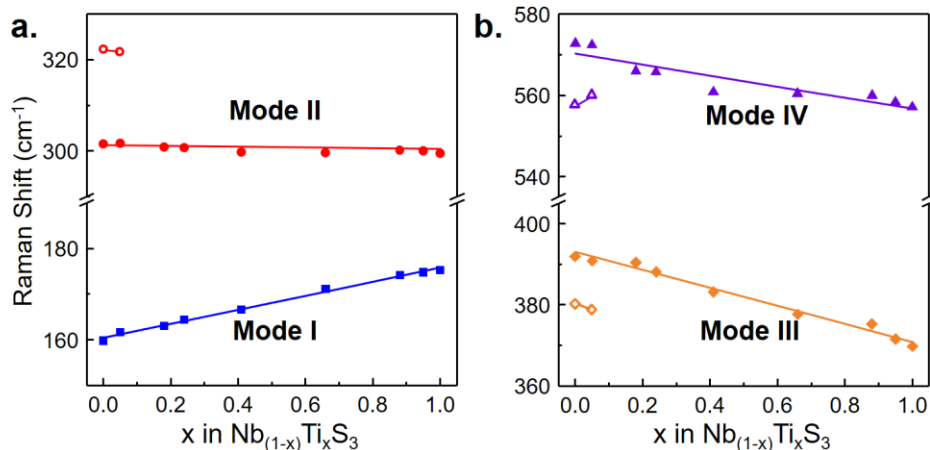 a.
320
300
180
160
Raman Shift (cm⁻¹)
Mode II
Mode I
0.0 0.2 0.4 0.6 0.8 1.0
x in Nb₍₁₋ₓ₎TiₓS₃
b.
560
540
400
380
360
Mode IV
Mode III
0.0 0.2 0.4 0.6 0.8 1.0
x in Nb₍₁₋ₓ₎TiₓS₃